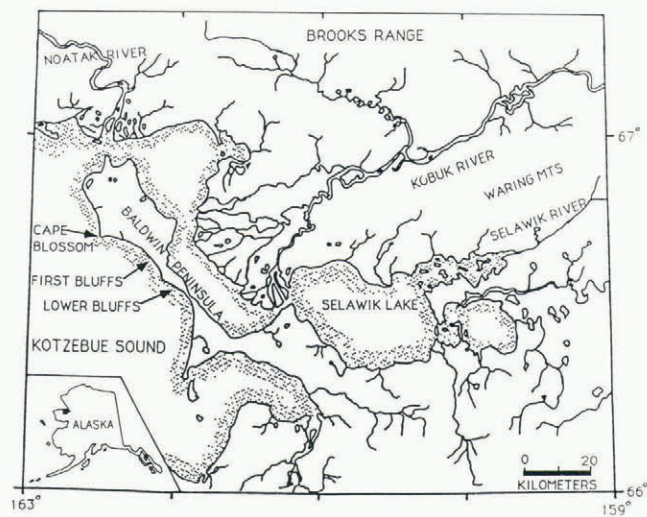 BROOKS RANGE
NOATAK RIVER
67°
KOBUK RIVER
WARING MTS
SELAWIK RIVER
BALDWIN PENINSULA
CAPE
BLOSSOM
FIRST BLUFFS
LOWER BLUFFS
SELAWIK LAKE
KOTZEBUE SOUND
ALASKA
0 20
KILOMETERS
66°
163°
159°